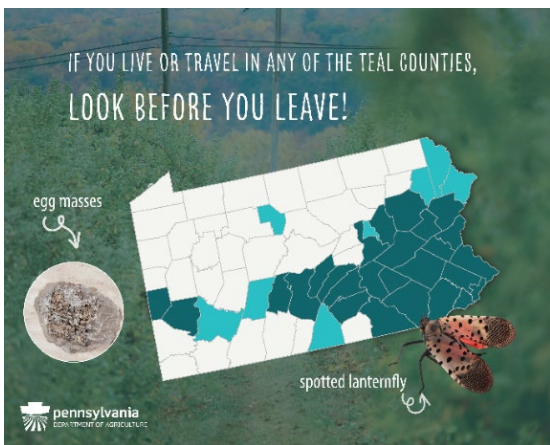 IF YOU LIVE OR TRAVEL IN ANY OF THE TEAL COUNTIES,
LOOK BEFORE YOU LEAVE!
egg masses
spotted lanternfly
pennsylvania
DEPARTMENT OF AGRICULTURE